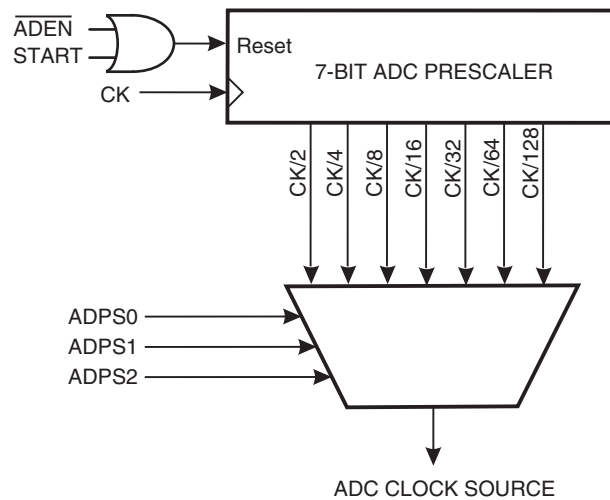 ADEN
START
Reset
7-BIT ADC PRESCALER
CK
CK/2
CK/4
CK/8
CK/16
CK/32
CK/64
CK/128
ADPS0
ADPS1
ADPS2
ADC CLOCK SOURCE